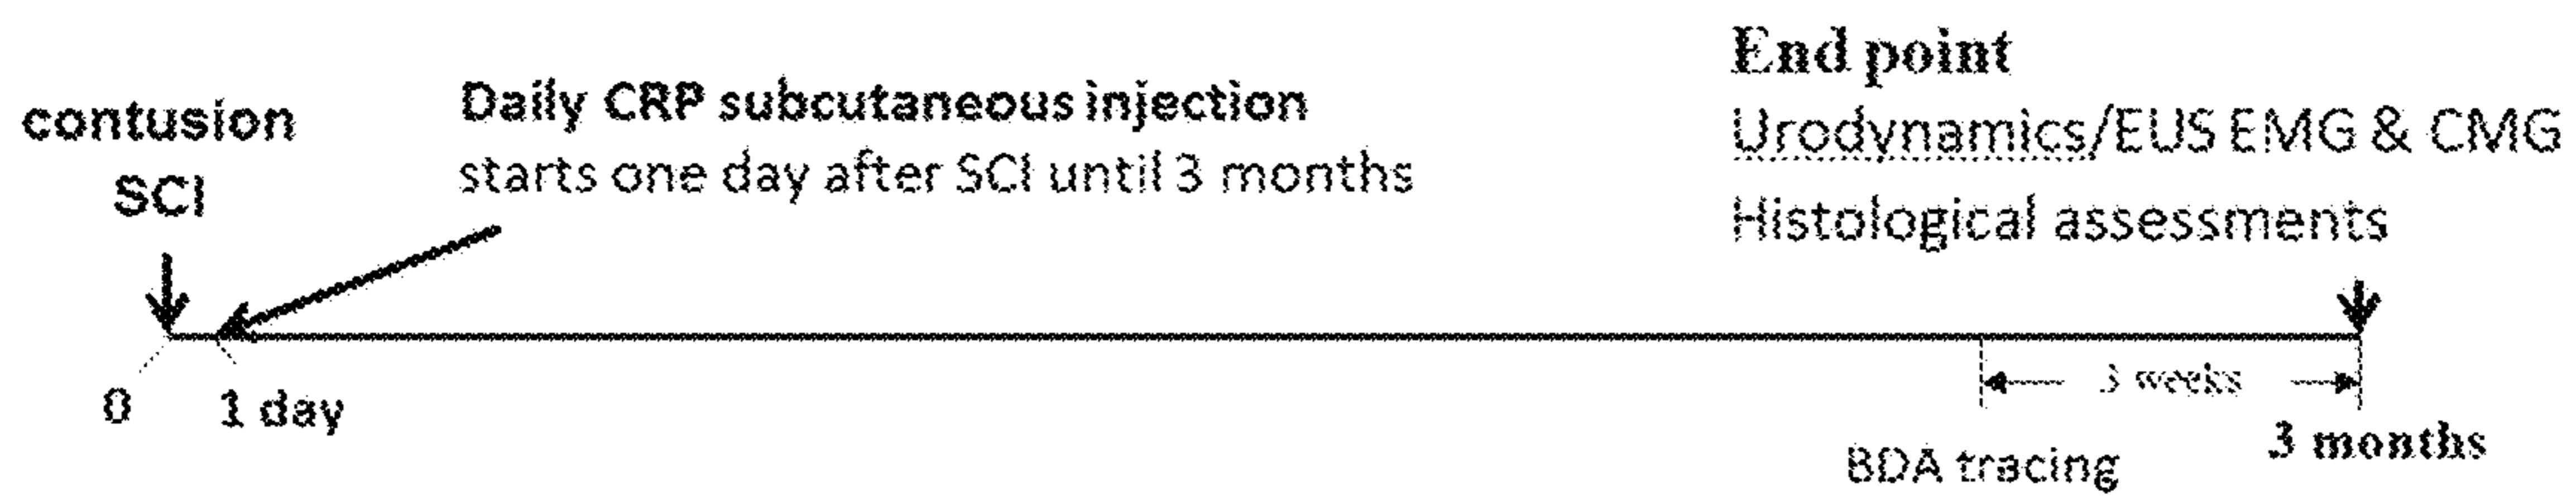 contusion
SCI
Daily CRP subcutaneous injection
starts one day after SCI until 3 months
End point
Urodynamics/EUS EMG & CMG
Histological assessments
0
1 day
3 weeks
BDA tracing
3 months